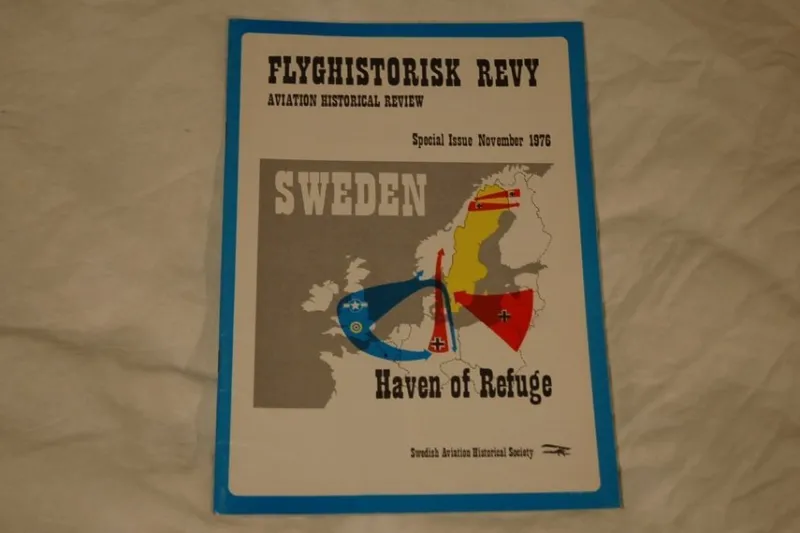 FLYGHISTORISK REVY
AVIATION HISTORICAL REVIEW
Special Issue November 1976
SWEDEN
Haven of Refuge
Swedish Aviation Historical Society